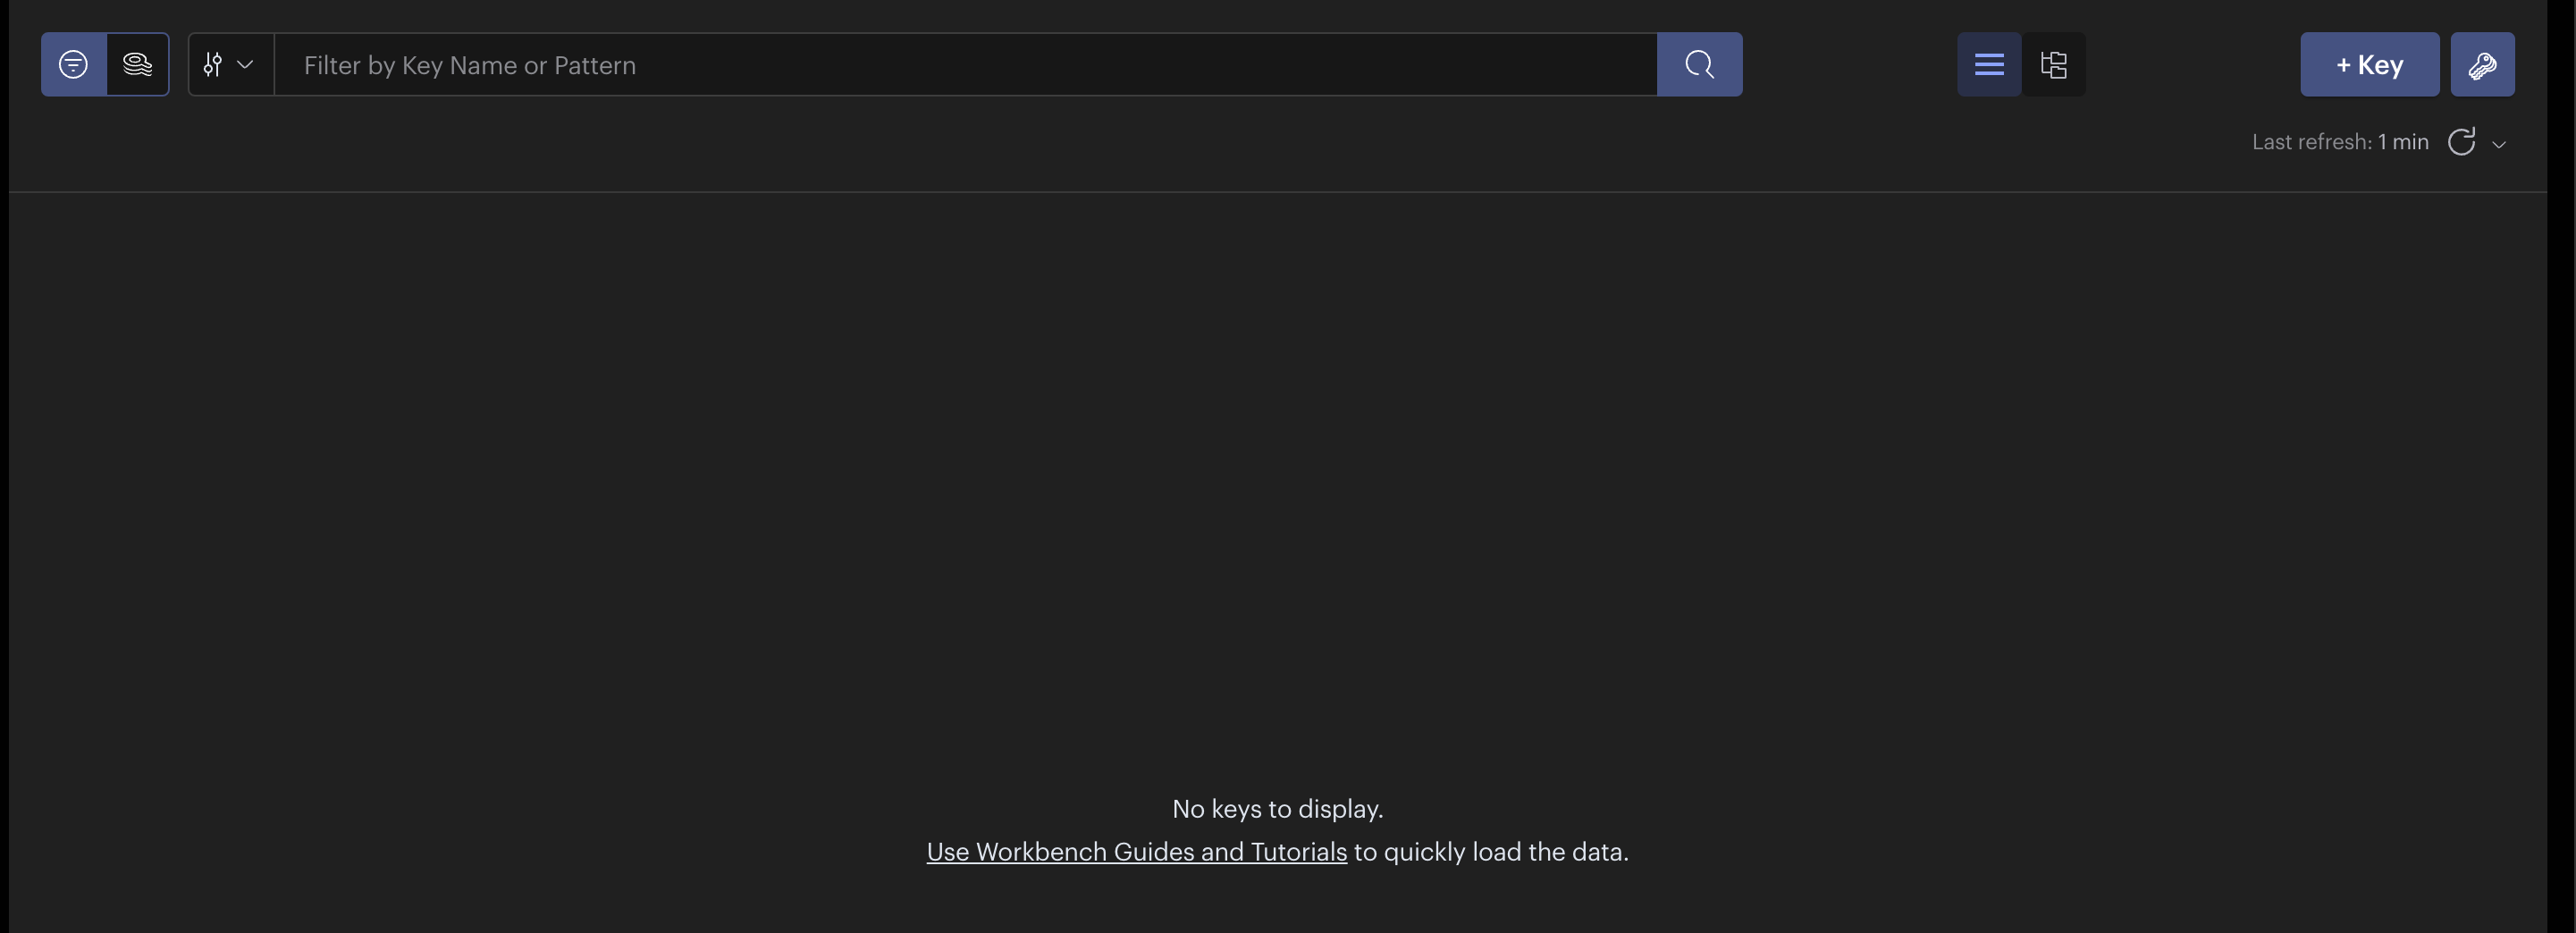 Filter by Key Name or Pattern
+ Key
Last refresh: 1 min
No keys to display.
Use Workbench Guides and Tutorials to quickly load the data.